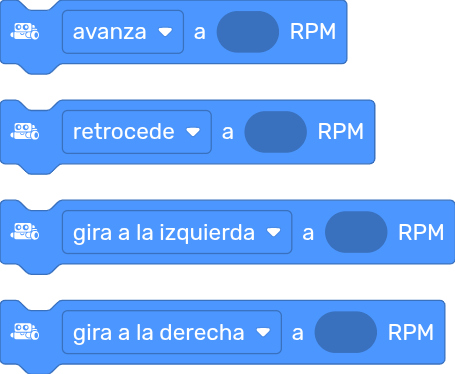 avanza a RPM
retrocede a RPM
gira a la izquierda a RPM
gira a la derecha a RPM